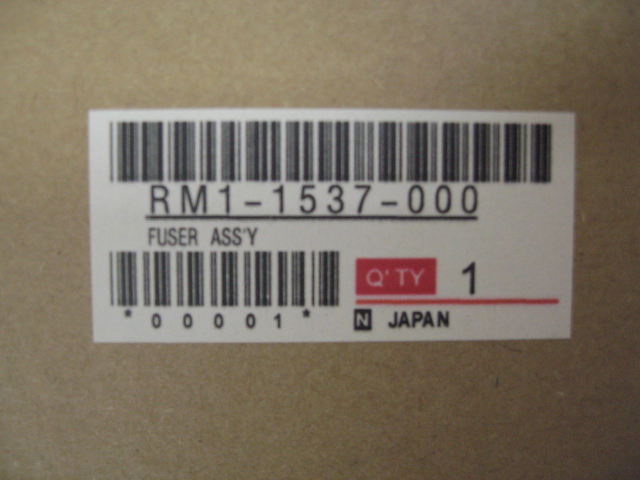 RM1-1537-000
FUSER ASS'Y
Q'TY 1
*00001*
N JAPAN